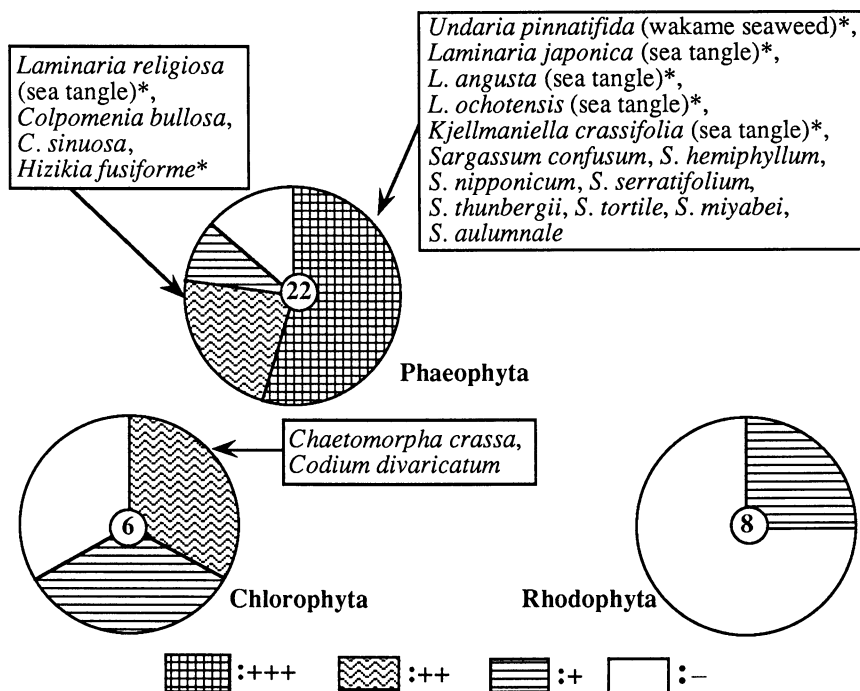 Laminaria religiosa
(sea tangle)*,
Colpomenia bullosa,
C. sinuosa,
Hizikia fusiforme*
Undaria pinnatifida (wakame seaweed)*,
Laminaria japonica (sea tangle)*,
L. angusta (sea tangle)*,
L. ochotensis (sea tangle)*,
Kjellmaniella crassifolia (sea tangle)*,
Sargassum confusum, S. hemiphyllum,
S. nipponicum, S. serratifolium,
S. thunbergii, S. tortile, S. miyabei,
S. aulumnale
22
Phaeophyta
Chaetomorpha crassa,
Codium divaricatum
6
Chlorophyta
8
Rhodophyta
:+++ :++ :+ :−